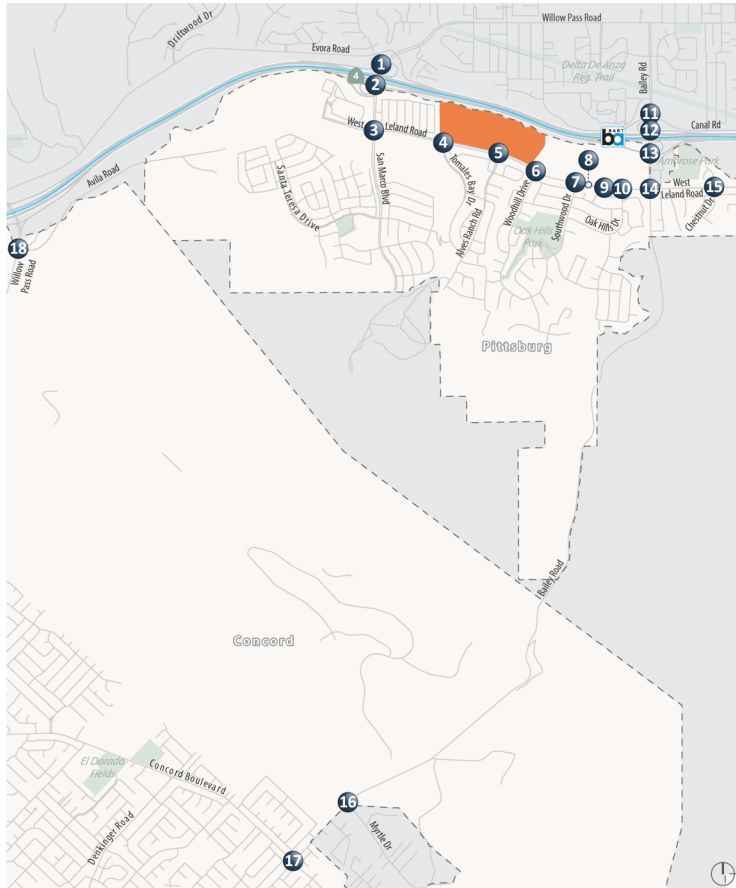 Willow Pass Road
Driftwood Dr
Evora Road
1
Delta De Anza
Reg. Trail
Bailey Rd
4
2
11
Canal Rd
12
BART
ba
3
West
Leland Road
4
5
13
Ambrose Park
8
6
7
9
10
14
West
Leland Road
15
Chestnut Dr
Avila Road
Santa Teresa Drive
San Marco Blvd
Tomales Bay Dr
Alves Ranch Rd
Woodhill Drive
Southwood Dr
Oak Hills Dr
Oak Hills
Park
18
Willow
Pass Road
Pittsburg
Bailey Road
Concord
El Dorado
Fields
Concord Boulevard
Denkinger Road
16
Myrtle Dr
17